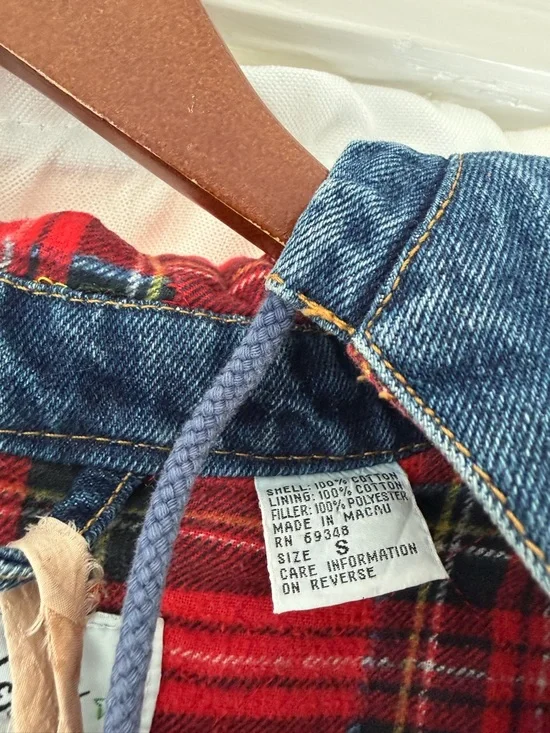 SHELL: 100% COTTON
LINING: 100% COTTON
FILLER: 100% POLYESTER
MADE IN MACAU
RN 69348
SIZE S
CARE INFORMATION
ON REVERSE